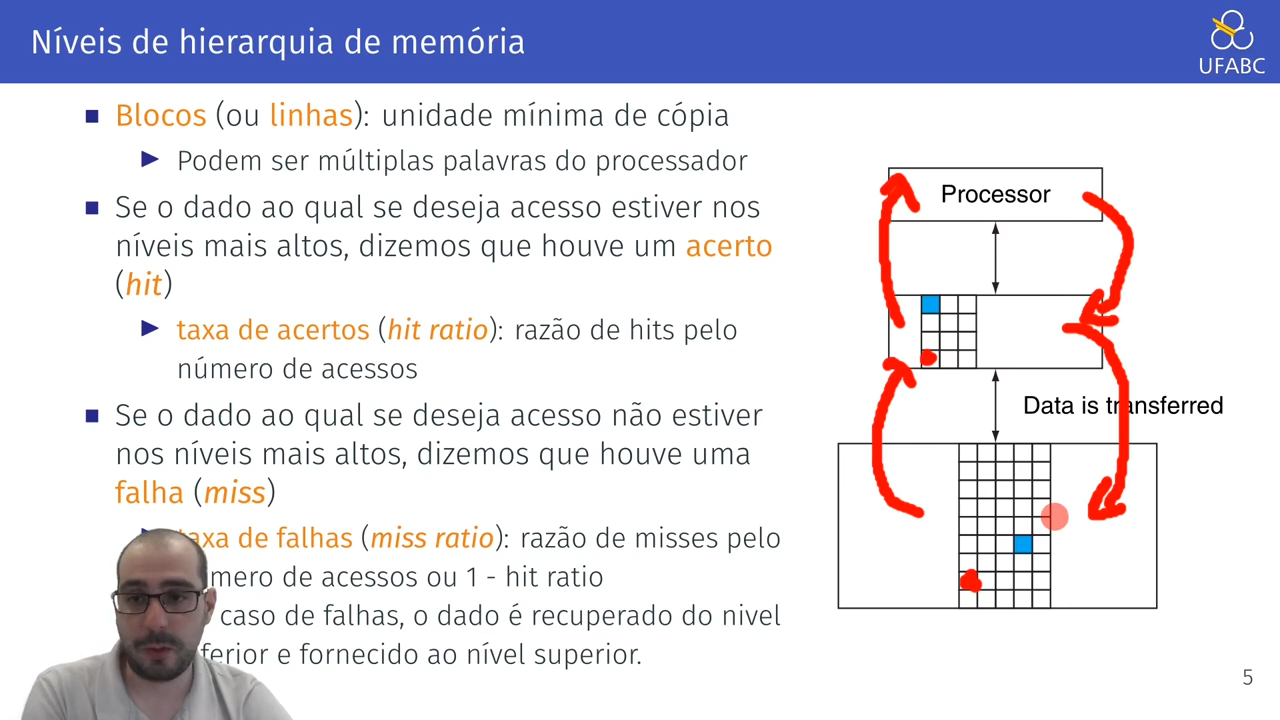 Níveis de hierarquia de memória
UFABC
Blocos (ou linhas): unidade mínima de cópia
Podem ser múltiplas palavras do processador
Se o dado ao qual se deseja acesso estiver nos
níveis mais altos, dizemos que houve um acerto
(hit)
taxa de acertos (hit ratio): razão de hits pelo
número de acessos
Se o dado ao qual se deseja acesso não estiver
nos níveis mais altos, dizemos que houve uma
falha (miss)
taxa de falhas (miss ratio): razão de misses pelo
número de acessos ou 1 - hit ratio
caso de falhas, o dado é recuperado do nivel
e fornecido ao nível superior.
Processor
Data is transferred
5